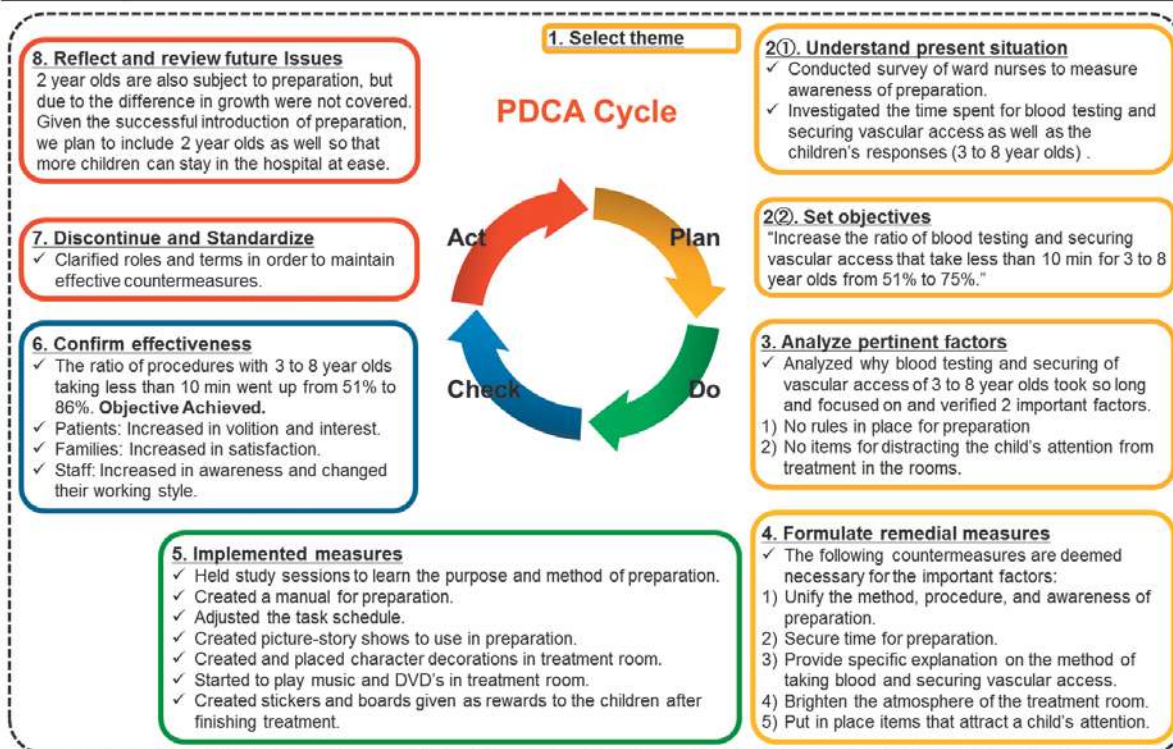 1. Select theme
PDCA Cycle
Plan
Do
Check
Act
2①. Understand present situation
✓ Conducted survey of ward nurses to measure
awareness of preparation.
✓ Investigated the time spent for blood testing and
securing vascular access as well as the
children's responses (3 to 8 year olds) .
2②. Set objectives
"Increase the ratio of blood testing and securing
vascular access that take less than 10 min for 3 to 8
year olds from 51% to 75%."
3. Analyze pertinent factors
✓ Analyzed why blood testing and securing of
vascular access of 3 to 8 year olds took so long
and focused on and verified 2 important factors.
1) No rules in place for preparation
2) No items for distracting the child's attention from
treatment in the rooms.
4. Formulate remedial measures
✓ The following countermeasures are deemed
necessary for the important factors:
1) Unify the method, procedure, and awareness of
preparation.
2) Secure time for preparation.
3) Provide specific explanation on the method of
taking blood and securing vascular access.
4) Brighten the atmosphere of the treatment room.
5) Put in place items that attract a child's attention.
5. Implemented measures
✓ Held study sessions to learn the purpose and method of preparation.
✓ Created a manual for preparation.
✓ Adjusted the task schedule.
✓ Created picture-story shows to use in preparation.
✓ Created and placed character decorations in treatment room.
✓ Started to play music and DVD's in treatment room.
✓ Created stickers and boards given as rewards to the children after
finishing treatment.
6. Confirm effectiveness
✓ The ratio of procedures with 3 to 8 year olds
taking less than 10 min went up from 51% to
86%. Objective Achieved.
✓ Patients: Increased in volition and interest.
✓ Families: Increased in satisfaction.
✓ Staff: Increased in awareness and changed
their working style.
7. Discontinue and Standardize
✓ Clarified roles and terms in order to maintain
effective countermeasures.
8. Reflect and review future Issues
2 year olds are also subject to preparation, but
due to the difference in growth were not covered.
Given the successful introduction of preparation,
we plan to include 2 year olds as well so that
more children can stay in the hospital at ease.